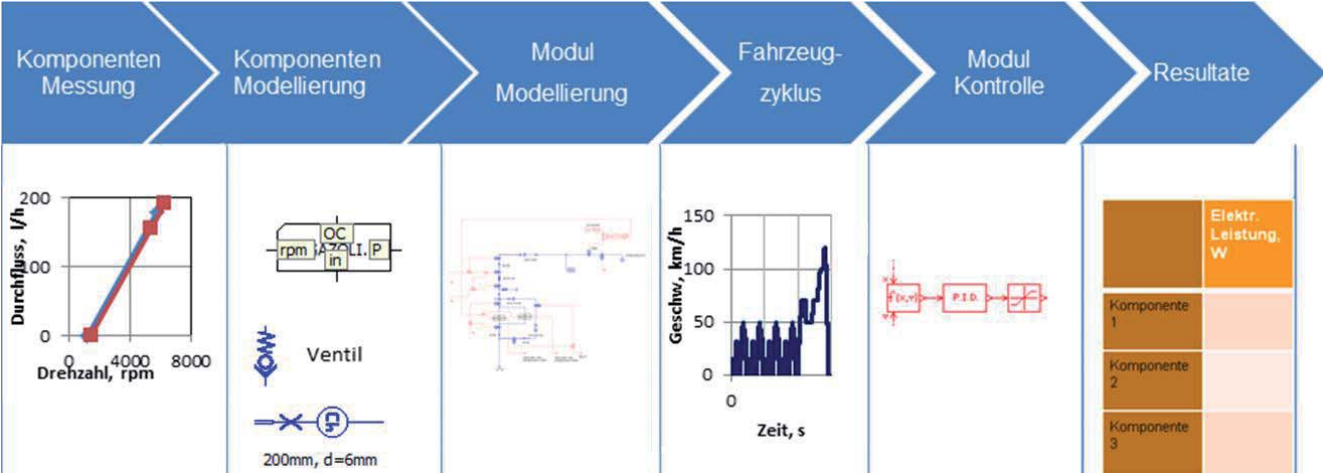 Komponenten
Messung
Komponenten
Modellierung
Modul
Modellierung
Fahrzeug-
zyklus
Modul
Kontrolle
Resultate
200
100
0
Durchfluss, l/h
0
4000
8000
Drehzahl, rpm
OC
rpm
P
in
Ventil
200mm, d=6mm
150
100
50
0
Geschw, km/h
0
Zeit, s
x
f(x,v)
P.I.D.
Elektr.
Leistung,
W
Komponente
1
Komponente
2
Komponente
3